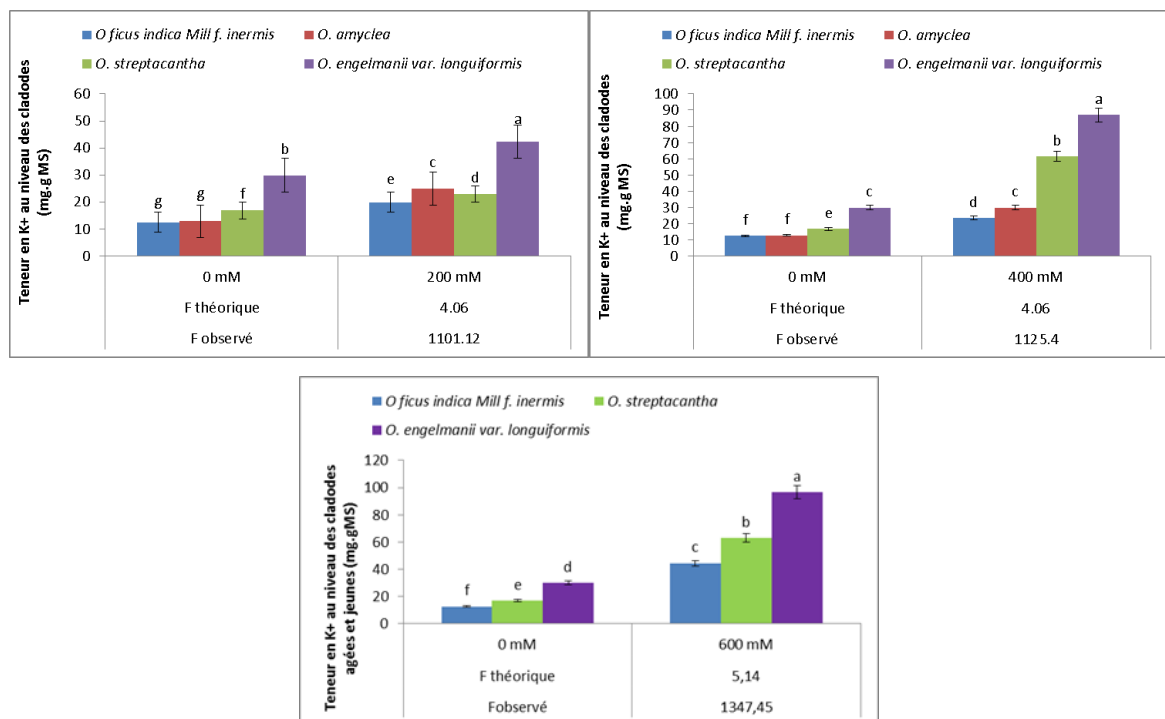 O ficus indica Mill f. inermis O. amyclea
O. streptacantha O. engelmanii var. longuiformis
Teneur en K+ au niveau des cladodes
(mg.g MS)
60
50
40
30
20
10
0
g g f b e c d a
0 mM 200 mM
F théorique 4.06
F observé 1101.12
O ficus indica Mill f. inermis O. amyclea
O. streptacantha O. engelmanii var. longuiformis
Teneur en K+ au niveau des cladodes
(mg.g MS)
100
90
80
70
60
50
40
30
20
10
0
f f e c d c b a
0 mM 400 mM
F théorique 4.06
F observé 1125.4
O ficus indica Mill f. inermis O. streptacantha
O. engelmanii var. longuiformis
Teneur en K+ au niveau des cladodes
agées et jeunes (mg.gMS)
120
100
80
60
40
20
0
f e d c b a
0 mM 600 mM
F théorique 5,14
Fobservé 1347,45